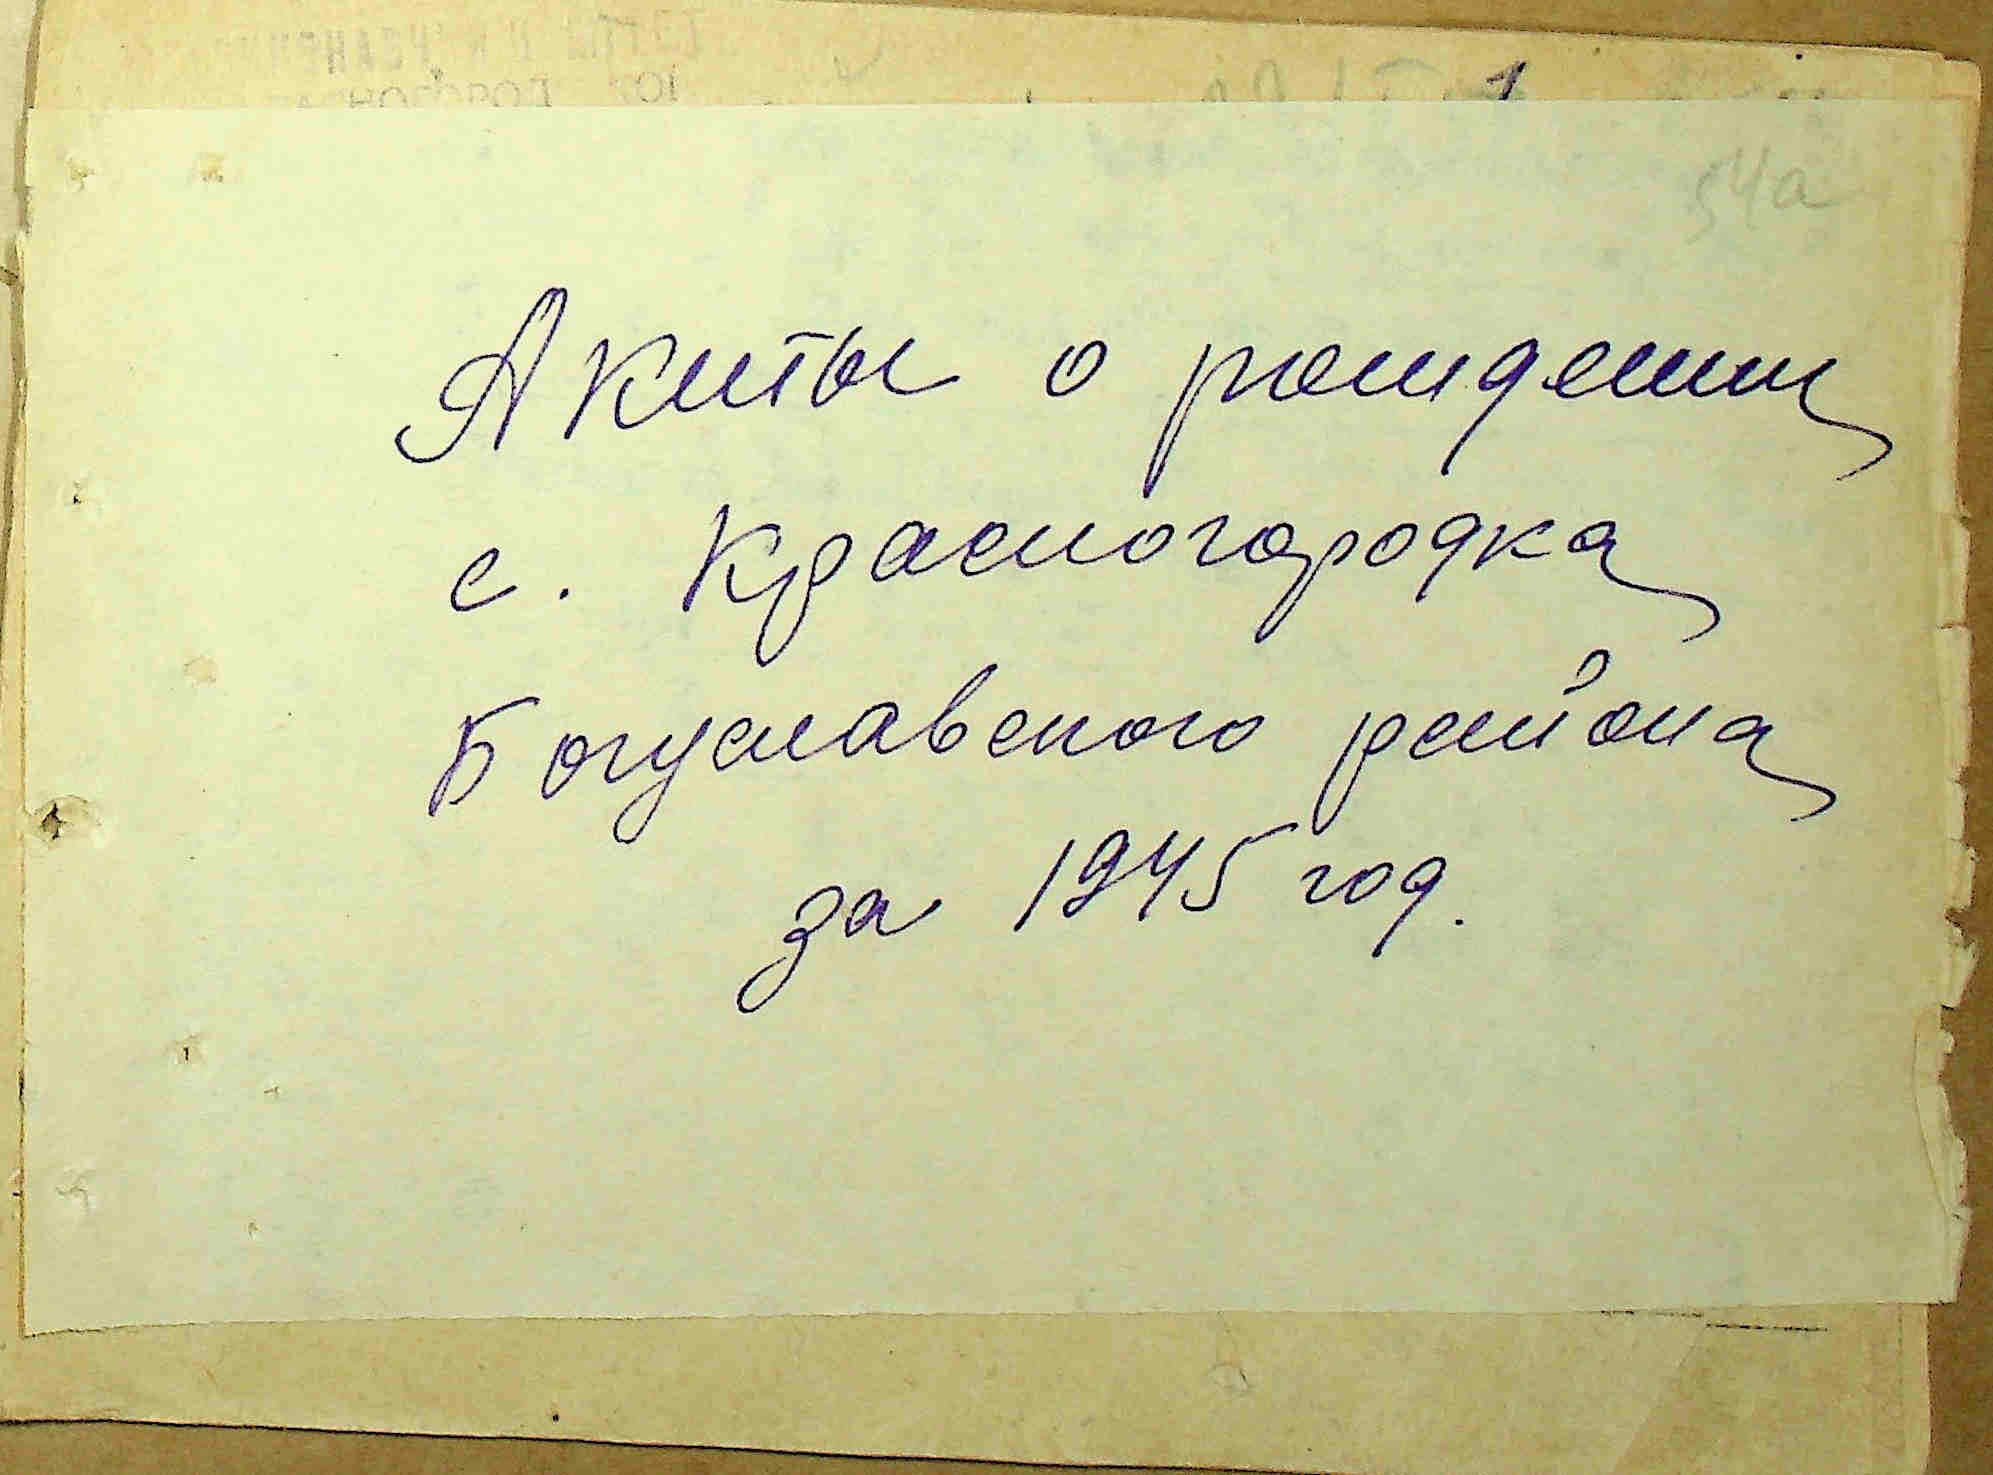 54а
Акты о рождении
с. Красногородка
Богуславского района
за 1945 год.